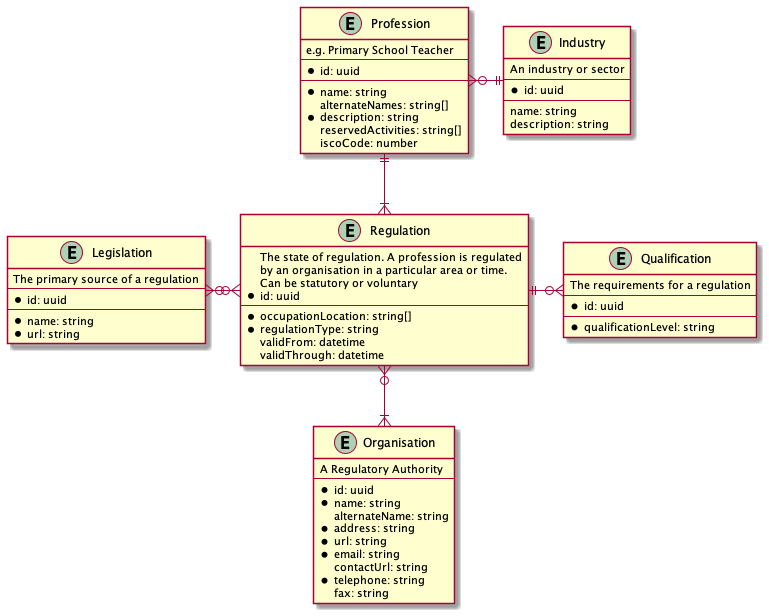 E Profession
e.g. Primary School Teacher
id: uuid
name: string
alternateNames: string[]
description: string
reservedActivities: string[]
iscoCode: number
E Industry
An industry or sector
id: uuid
name: string
description: string
E Legislation
The primary source of a regulation
id: uuid
name: string
url: string
E Regulation
The state of regulation. A profession is regulated
by an organisation in a particular area or time.
Can be statutory or voluntary
id: uuid
occupationLocation: string[]
regulationType: string
validFrom: datetime
validThrough: datetime
E Qualification
The requirements for a regulation
id: uuid
qualificationLevel: string
E Organisation
A Regulatory Authority
id: uuid
name: string
alternateName: string
address: string
url: string
email: string
contactUrl: string
telephone: string
fax: string